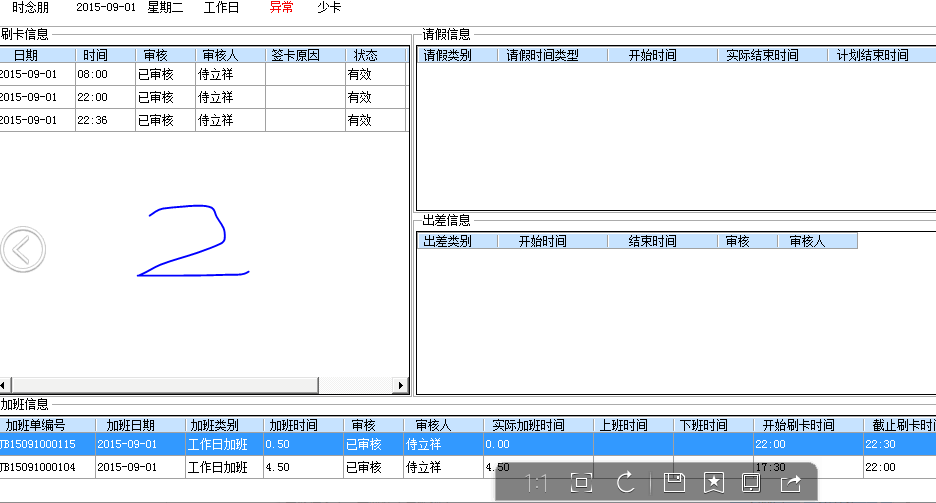 时念朋 2015-09-01 星期二 工作日 异常 少卡
刷卡信息 请假信息
日期 时间 审核 审核人 签卡原因 状态 请假类别 请假时间类型 开始时间 实际结束时间 计划结束时间
2015-09-01 08:00 已审核 侍立祥 有效
2015-09-01 22:00 已审核 侍立祥 有效
2015-09-01 22:36 已审核 侍立祥 有效
2
出差信息
出差类别 开始时间 结束时间 审核 审核人
加班信息
加班单编号 加班日期 加班类别 加班时间 审核 审核人 实际加班时间 上班时间 下班时间 开始刷卡时间 截止刷卡时间
JB15091000115 2015-09-01 工作日加班 0.50 已审核 侍立祥 0.00 22:00 22:30
JB15091000104 2015-09-01 工作日加班 4.50 已审核 侍立祥 4.50 17:30 22:00
1:1